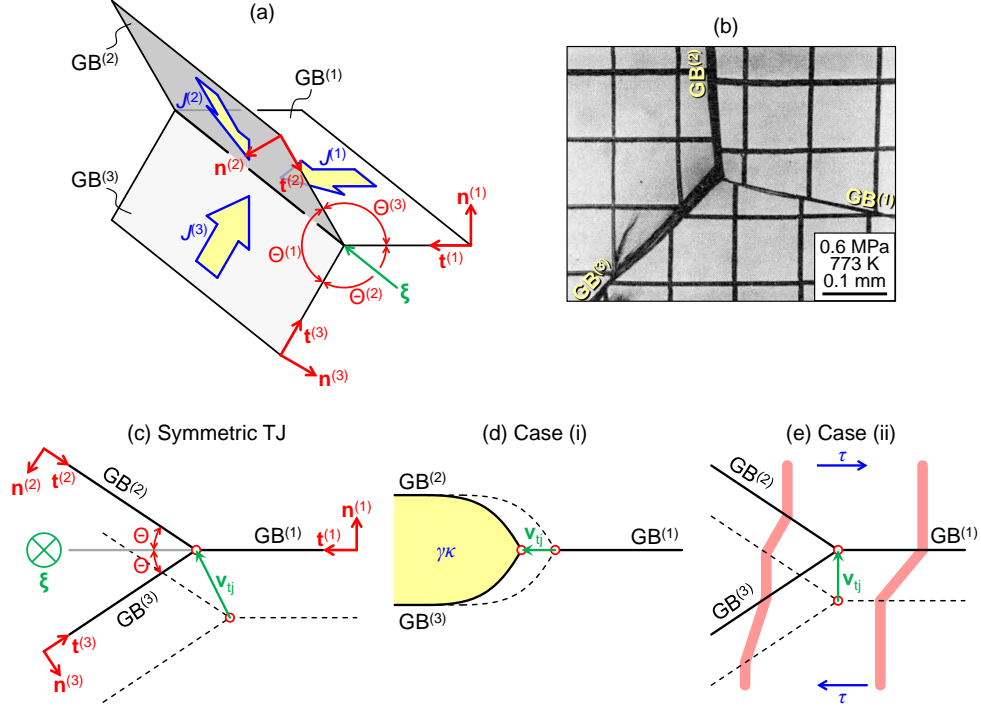 (a)
GB⁽²⁾
GB⁽¹⁾
J⁽²⁾
J⁽¹⁾
n⁽²⁾
t⁽²⁾
GB⁽³⁾
n⁽¹⁾
Θ⁽³⁾
J⁽³⁾
Θ⁽¹⁾
t⁽¹⁾
Θ⁽²⁾
ξ
t⁽³⁾
n⁽³⁾
(b)
GB⁽²⁾
GB⁽¹⁾
GB⁽³⁾
0.6 MPa
773 K
0.1 mm
(c) Symmetric TJ
GB⁽²⁾
t⁽²⁾
n⁽²⁾
n⁽¹⁾
Θ
GB⁽¹⁾
t⁽¹⁾
Θ
ξ
v_tj
GB⁽³⁾
t⁽³⁾
n⁽³⁾
(d) Case (i)
GB⁽²⁾
GB⁽¹⁾
v_tj
γκ
GB⁽³⁾
(e) Case (ii)
τ
GB⁽²⁾
GB⁽¹⁾
v_tj
GB⁽³⁾
τ